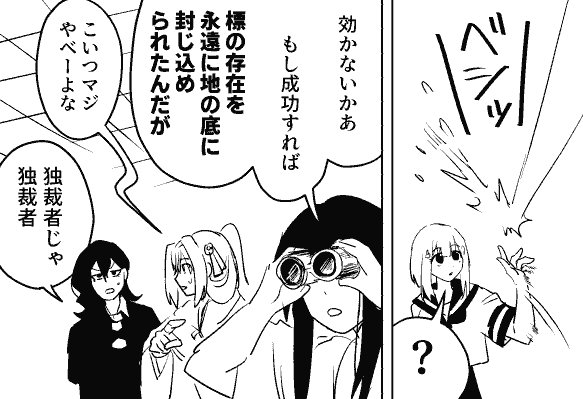 ベシッ
?
効かないかあ
もし成功すれば
標の存在を
永遠に地の底に
封じ込め
られたんだが
こいつマジ
やべーよな
独裁者じゃ
独裁者